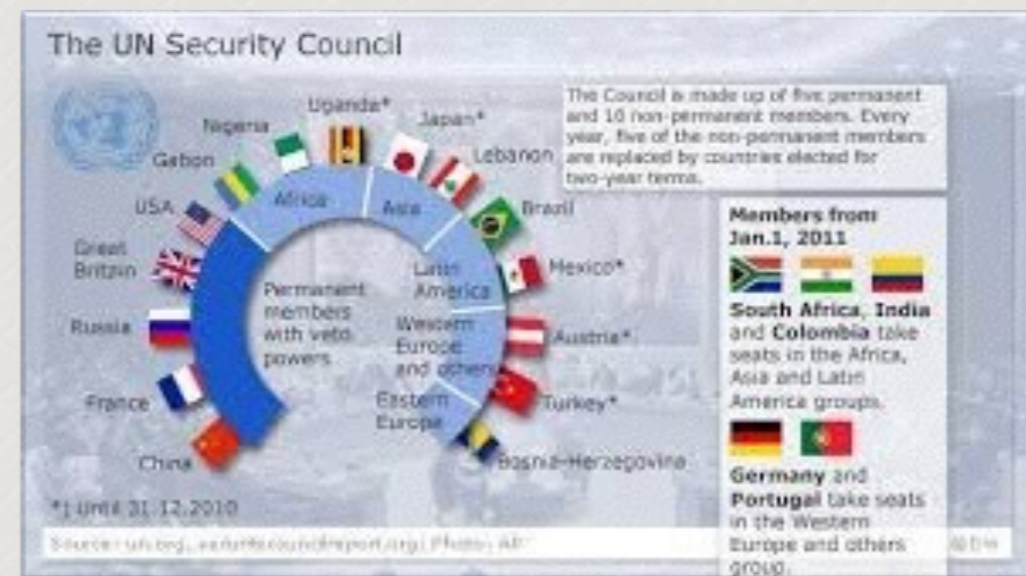 The UN Security Council
The Council is made up of five permanent
and 10 non-permanent members. Every
year, five of the non-permanent members
are replaced by countries elected for
two-year terms.
Uganda*
Nigeria
Gabon
Japan*
Lebanon
Brazil
Mexico*
Austria*
Turkey*
Bosnia-Herzegovina
USA
Great
Britain
Russia
France
China
Africa
Asia
Latin
America
Western
Europe
and others
Eastern
Europe
Permanent
members
with veto
powers
Members from
Jan.1, 2011
South Africa, India
and Colombia take
seats in the Africa,
Asia and Latin
America groups.
Germany and
Portugal take seats
in the Western
Europe and others
group.
*) Until 31.12.2010
Source: un.org,